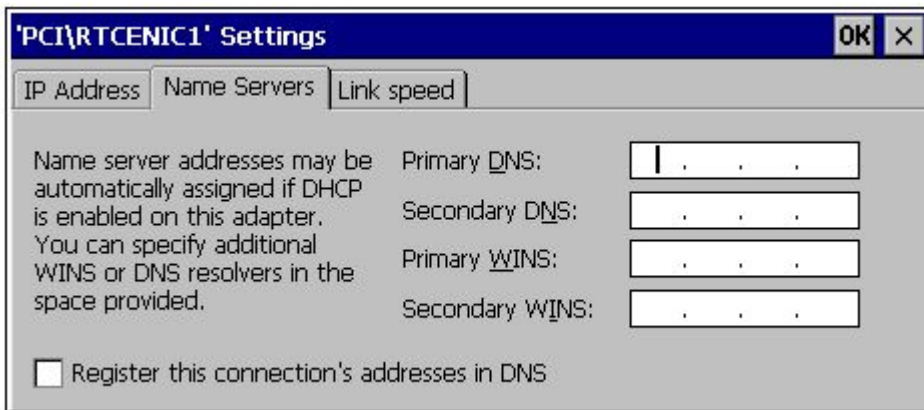 'PCI\RTCENIC1' Settings OK ×
IP Address Name Servers Link speed
Name server addresses may be
automatically assigned if DHCP
is enabled on this adapter.
You can specify additional
WINS or DNS resolvers in the
space provided.
Primary DNS: . . .
Secondary DNS: . . .
Primary WINS: . . .
Secondary WINS: . . .
Register this connection's addresses in DNS